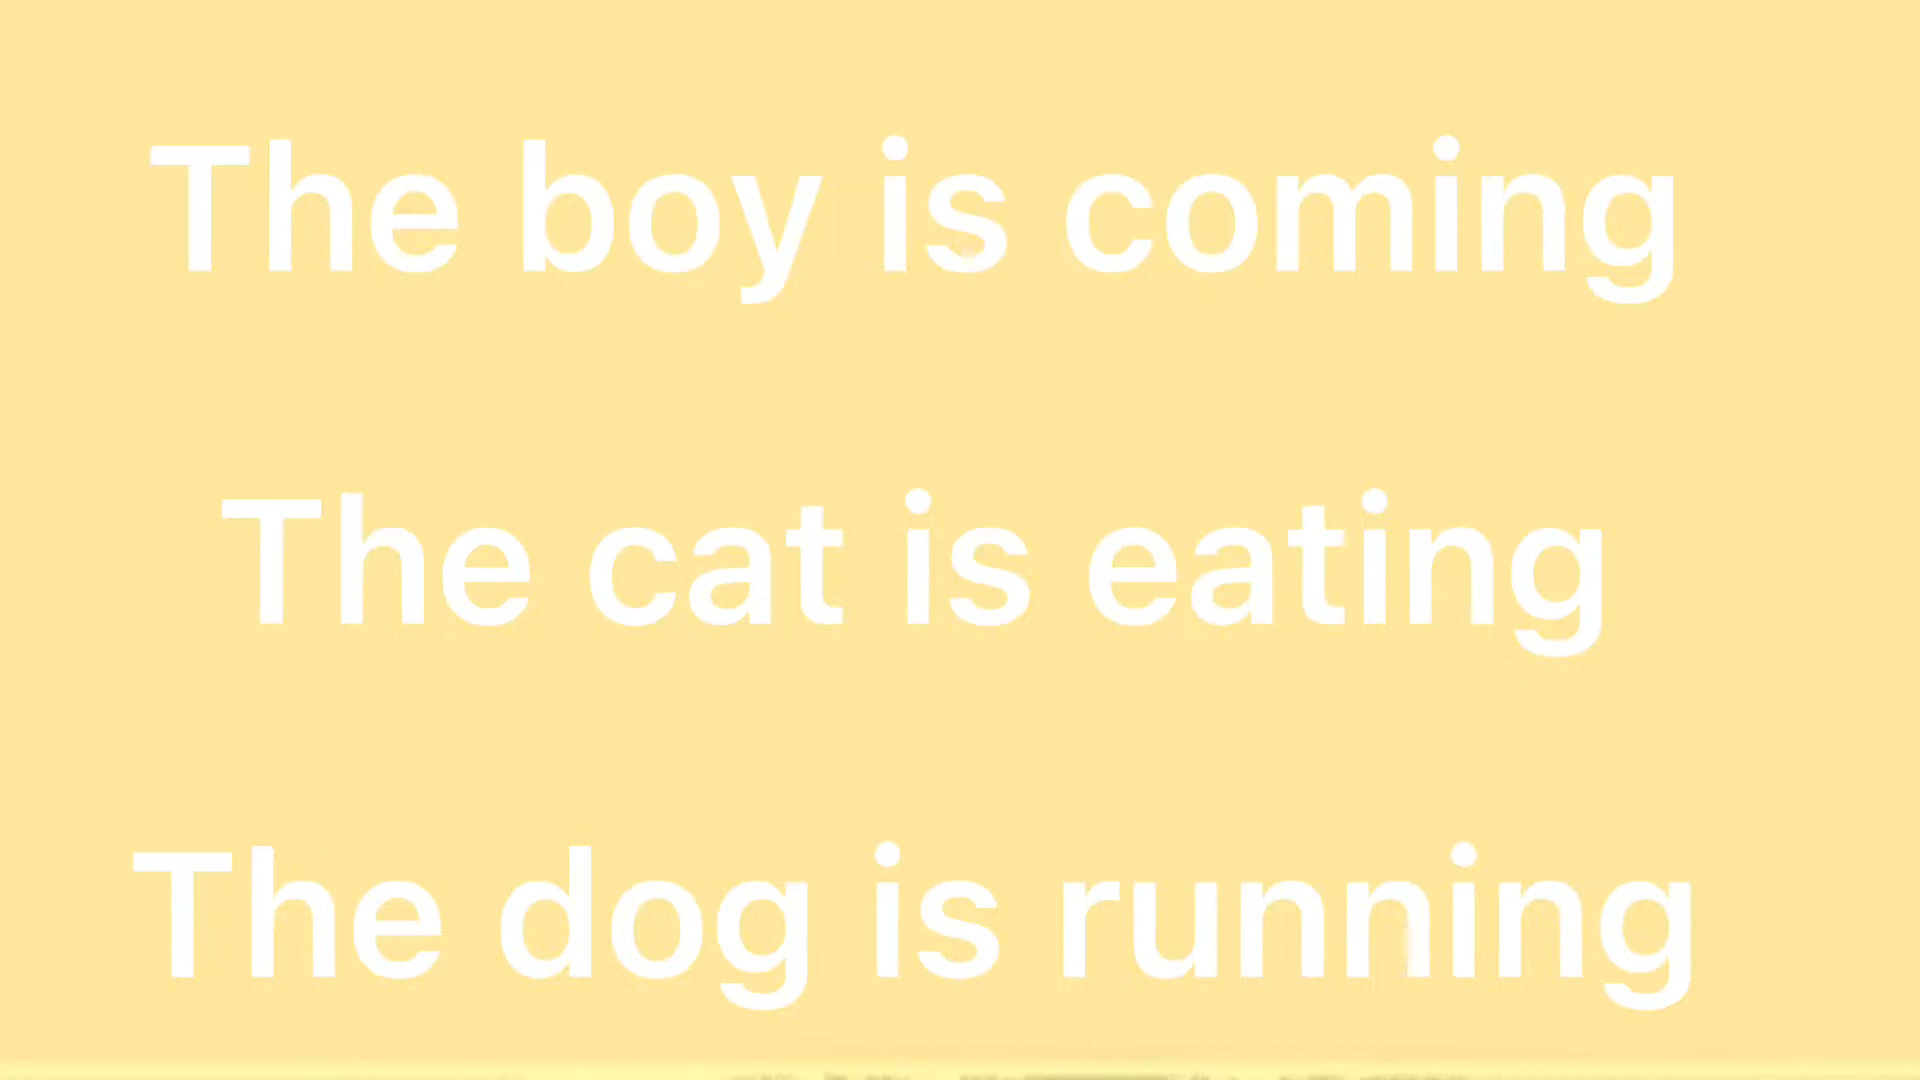 The boy is coming
The cat is eating
The dog is running